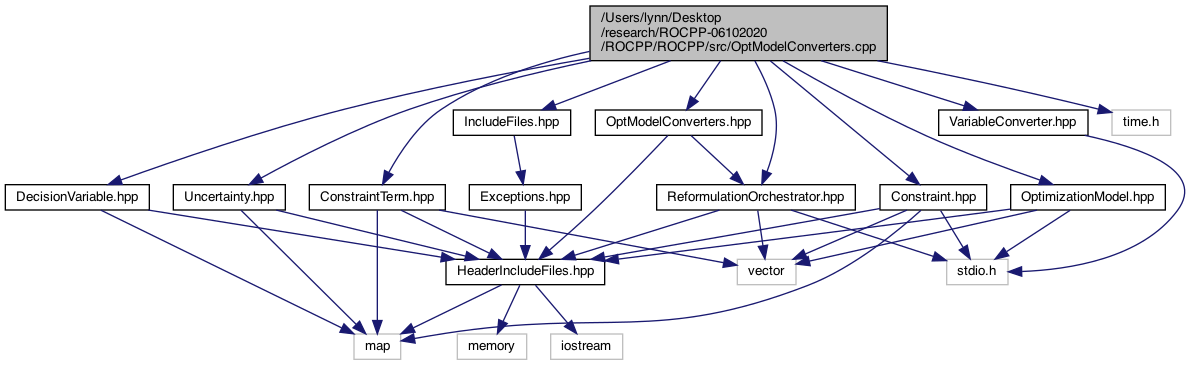 /Users/lynn/Desktop
/research/ROCPP-06102020
/ROCPP/ROCPP/src/OptModelConverters.cpp
IncludeFiles.hpp
OptModelConverters.hpp
VariableConverter.hpp
time.h
DecisionVariable.hpp
Uncertainty.hpp
ConstraintTerm.hpp
Exceptions.hpp
ReformulationOrchestrator.hpp
Constraint.hpp
OptimizationModel.hpp
HeaderIncludeFiles.hpp
vector
stdio.h
map
memory
iostream